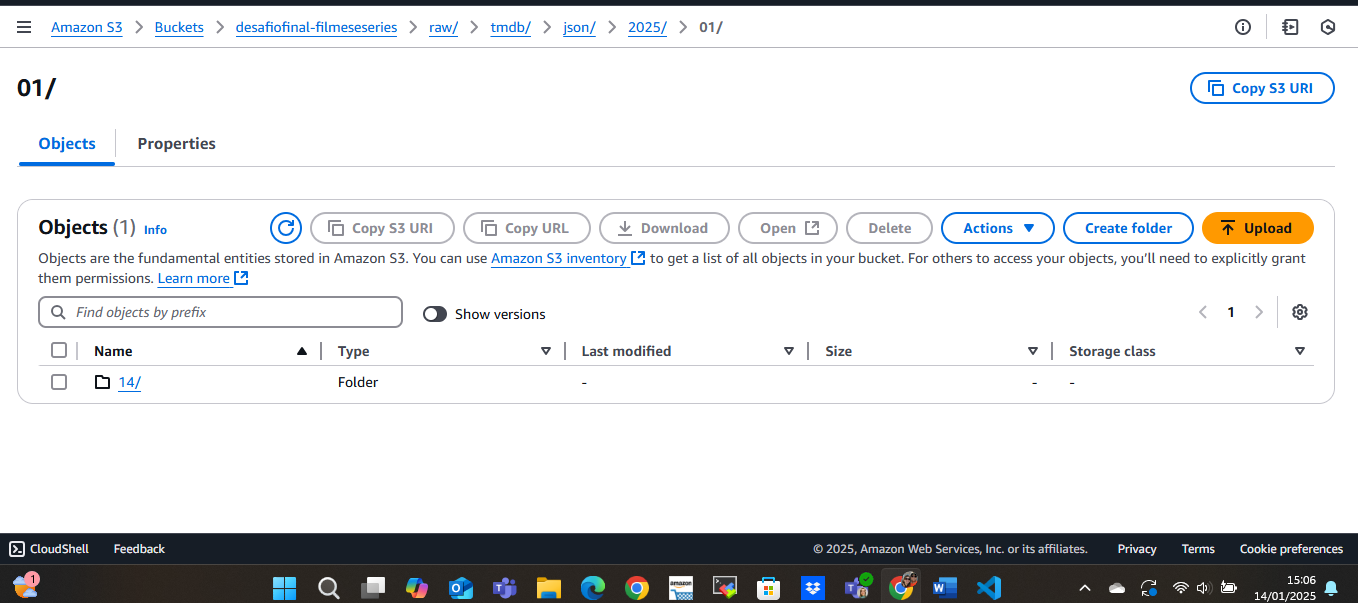 Amazon S3 > Buckets > desafiofinal-filmeseseries > raw/ > tmdb/ > json/ > 2025/ > 01/
01/
Copy S3 URI
Objects Properties
Objects (1) Info
Copy S3 URI Copy URL Download Open Delete Actions Create folder Upload
Objects are the fundamental entities stored in Amazon S3. You can use Amazon S3 inventory to get a list of all objects in your bucket. For others to access your objects, you’ll need to explicitly grant
them permissions. Learn more
Find objects by prefix
Show versions
1
Name Type Last modified Size Storage class
14/ Folder - - -
CloudShell Feedback © 2025, Amazon Web Services, Inc. or its affiliates. Privacy Terms Cookie preferences
1
15:06
14/01/2025